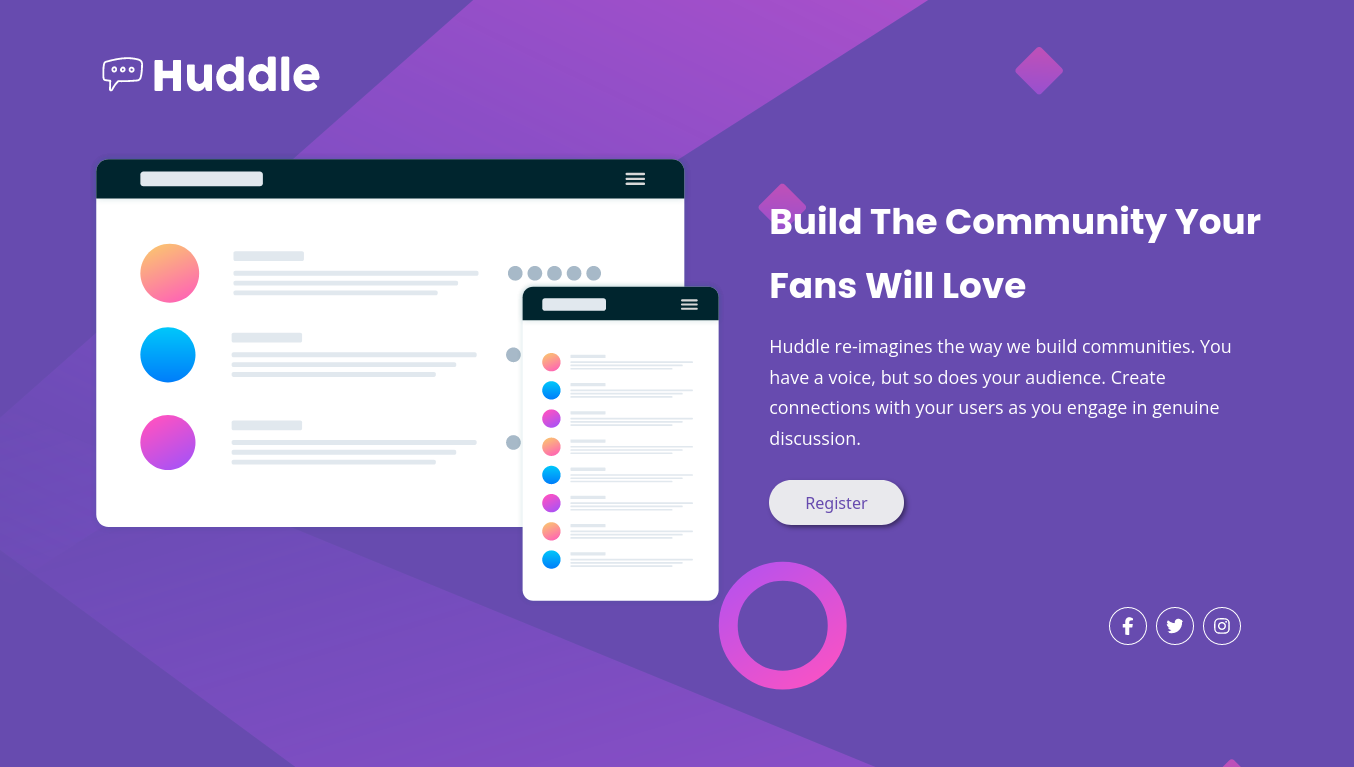 Huddle
Build The Community Your
Fans Will Love
Huddle re-imagines the way we build communities. You
have a voice, but so does your audience. Create
connections with your users as you engage in genuine
discussion.
Register